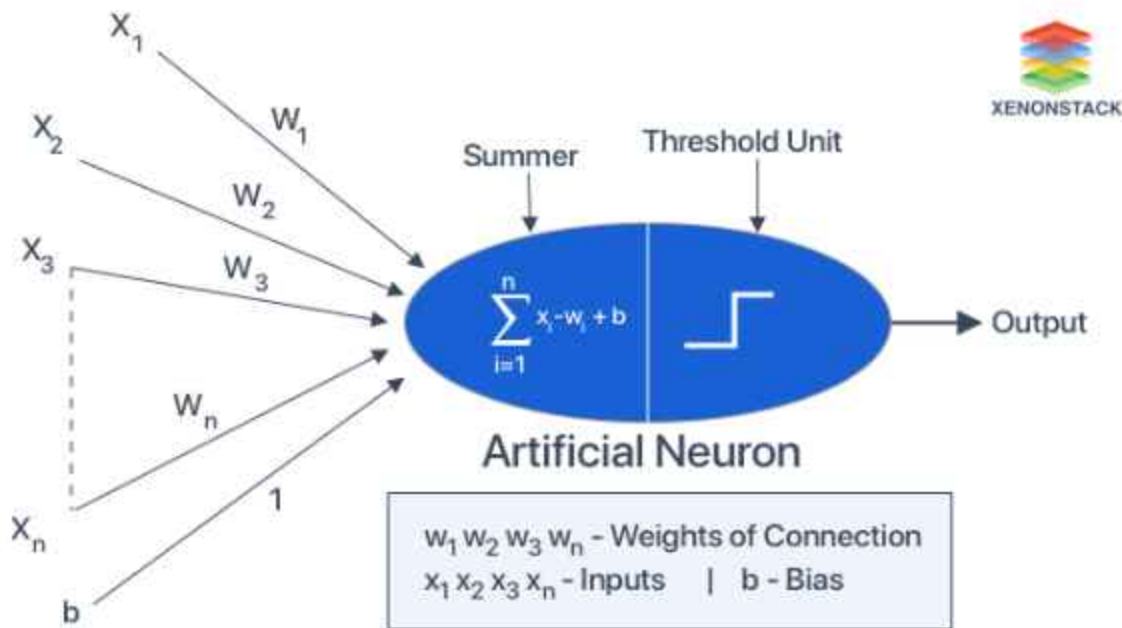 X₁
XENONSTACK
W₁
X₂
Summer
Threshold Unit
W₂
X₃
W₃
n
∑ xᵢ-wᵢ + b
i=1
Output
Wₙ
Artificial Neuron
1
Xₙ
w₁ w₂ w₃ wₙ - Weights of Connection
x₁ x₂ x₃ xₙ - Inputs | b - Bias
b